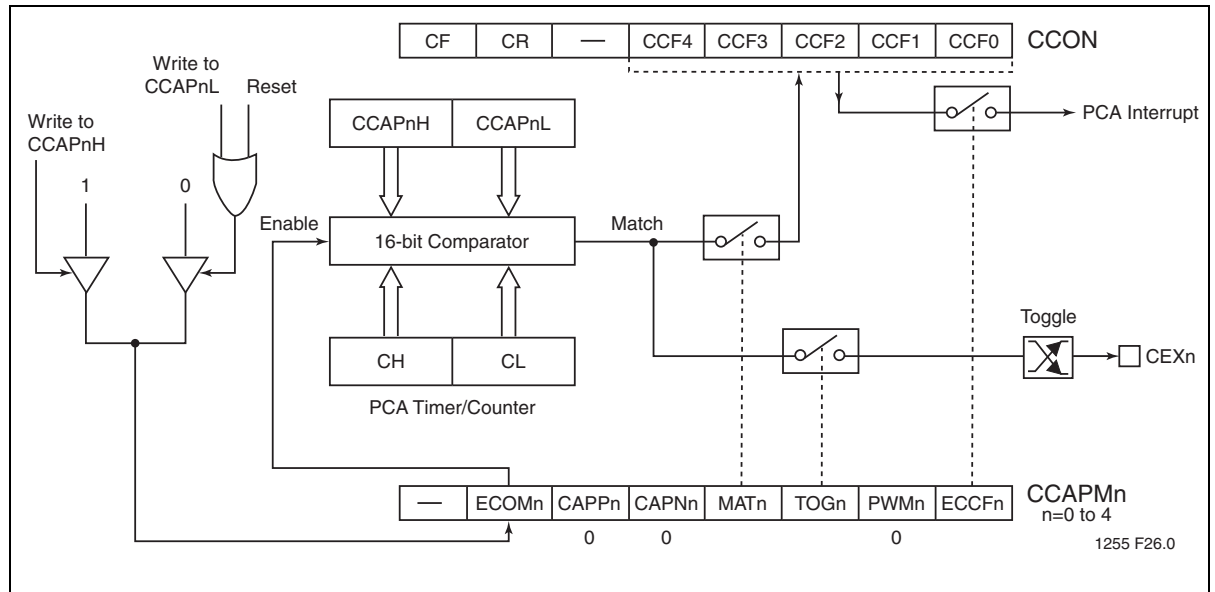 CF CR — CCF4 CCF3 CCF2 CCF1 CCF0 CCON
Write to
CCAPnL
Reset
Write to
CCAPnH
CCAPnH CCAPnL
PCA Interrupt
1 0
Enable
16-bit Comparator
Match
CH CL
PCA Timer/Counter
Toggle
CEXn
— ECOMn CAPPn CAPNn MATn TOGn PWMn ECCFn CCAPMn
n=0 to 4
0 0 0
1255 F26.0